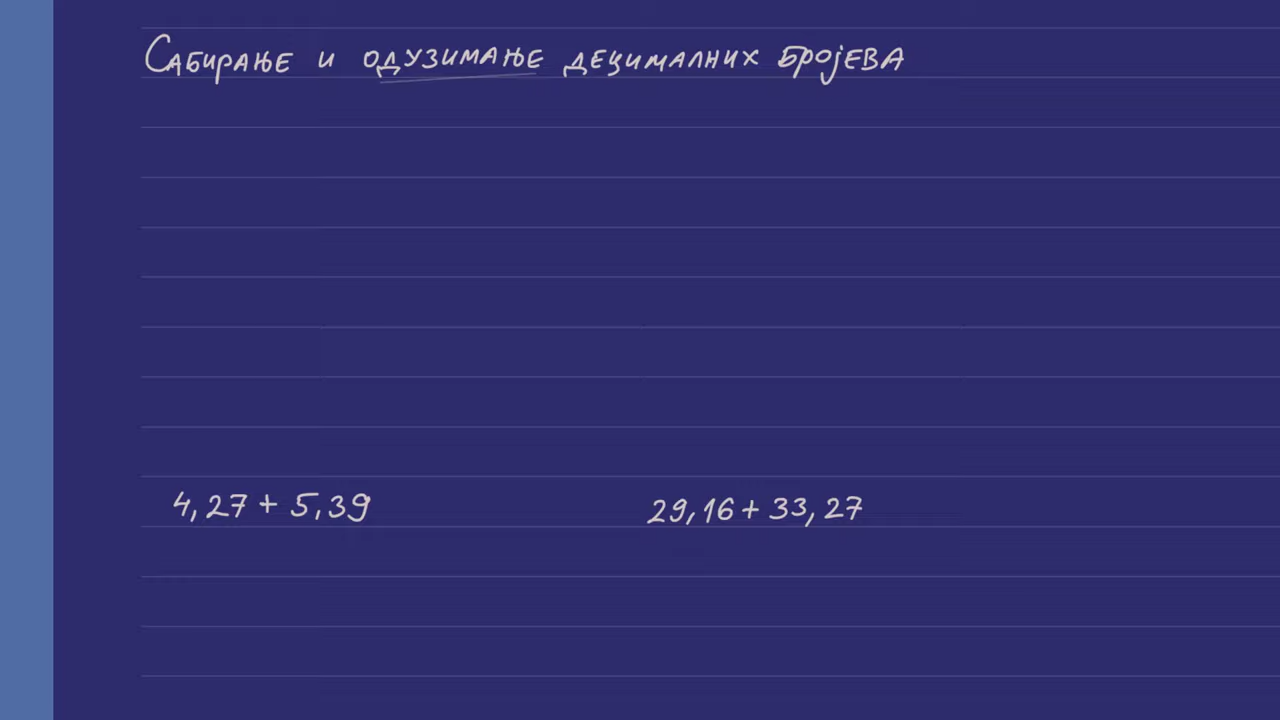 Сабирање и одузимање децималних бројева
4,27 + 5,39
29,16 + 33,27